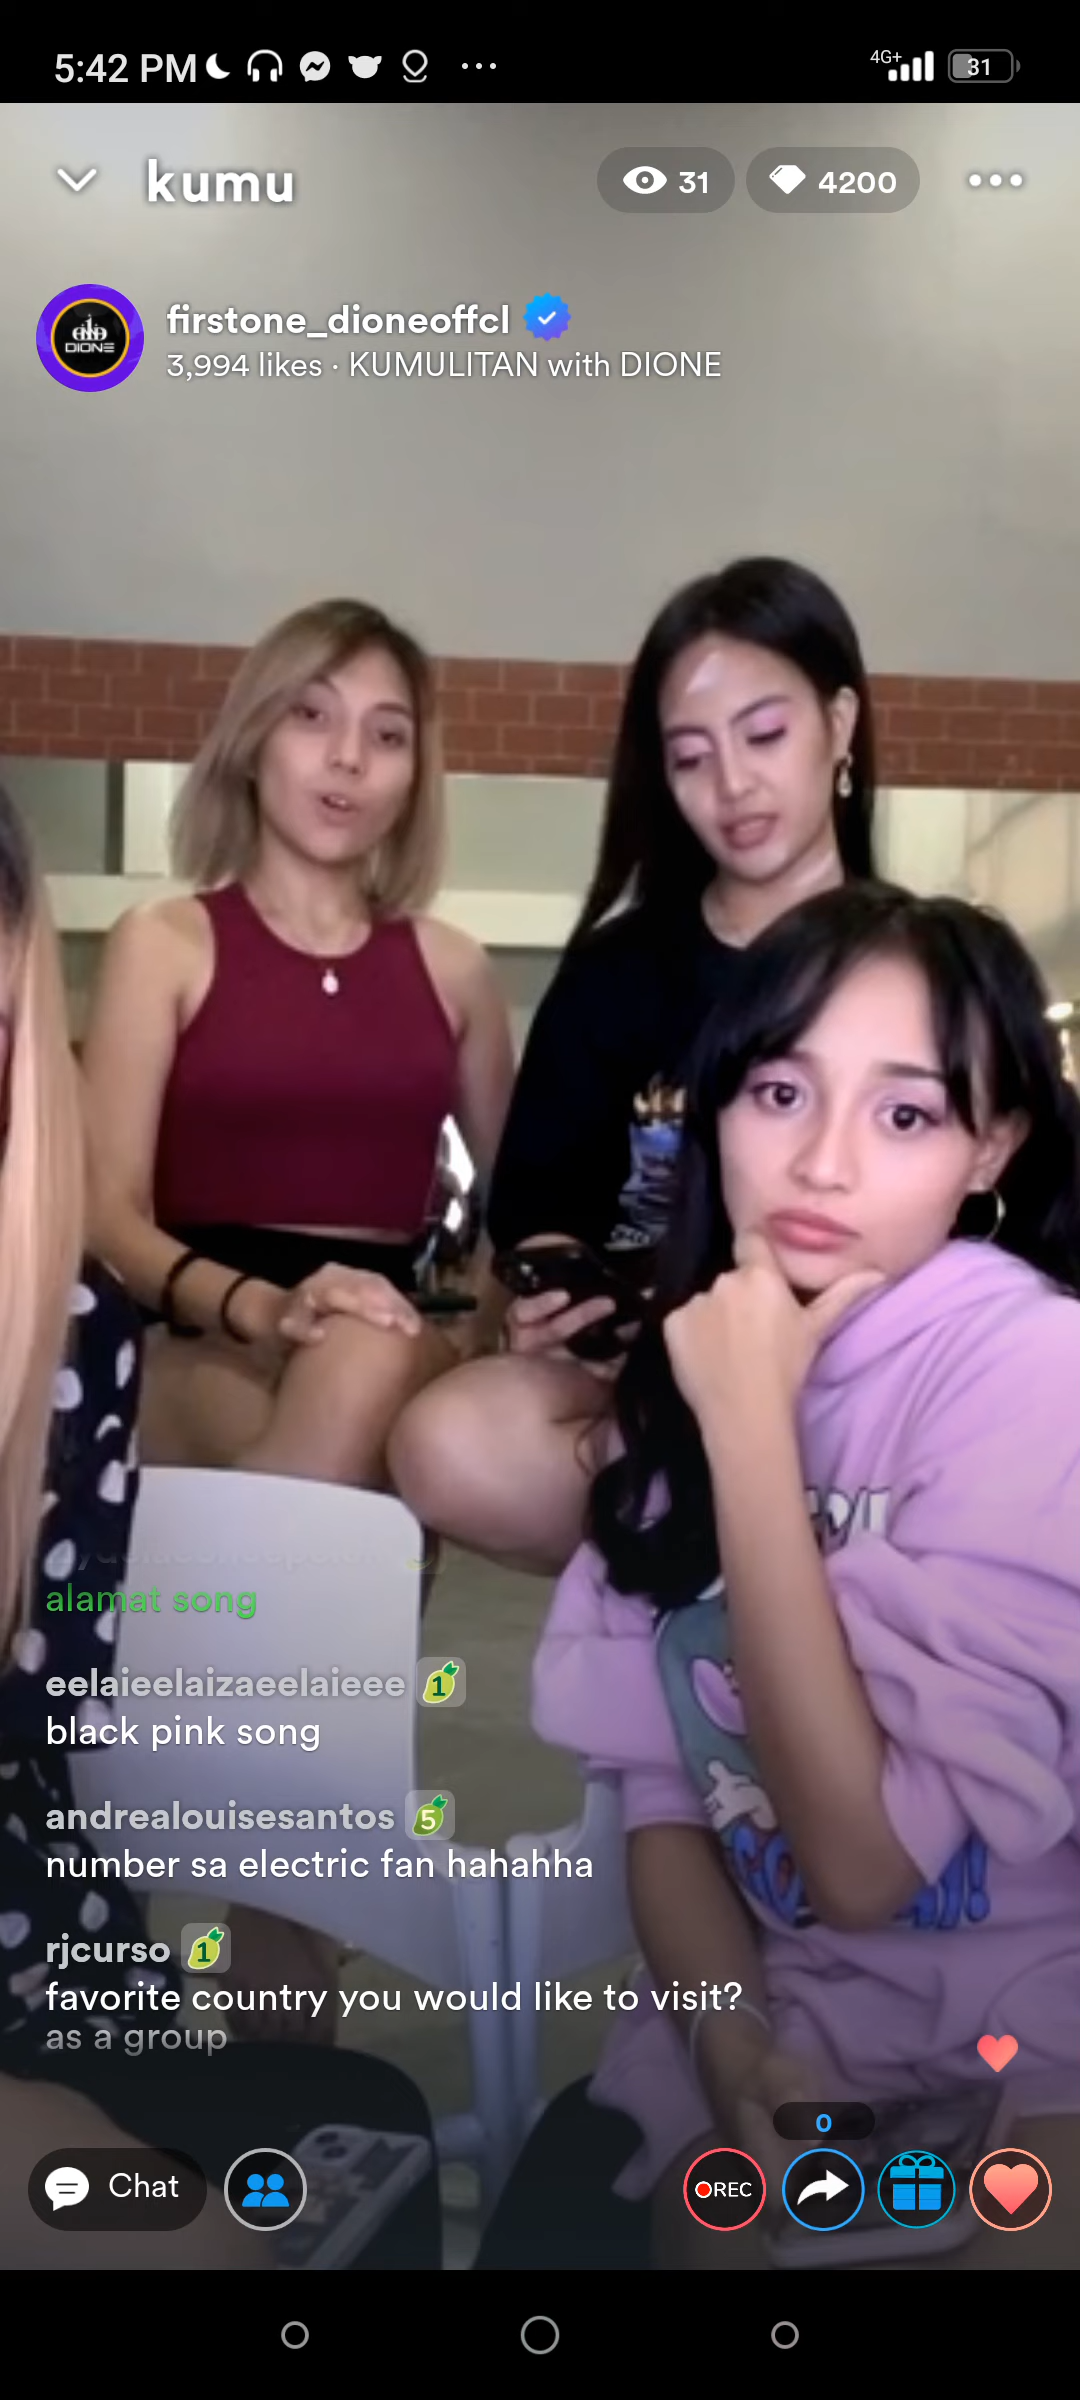 5:42 PM
4G+
31
kumu
31
4200
DIONE
firstone_dioneoffcl
3,994 likes · KUMULITAN with DIONE
alamat song
eelaieelaizaeelaieee 1
black pink song
andrealouisesantos 5
number sa electric fan hahahha
rjcurso 1
favorite country you would like to visit?
as a group
0
Chat
REC